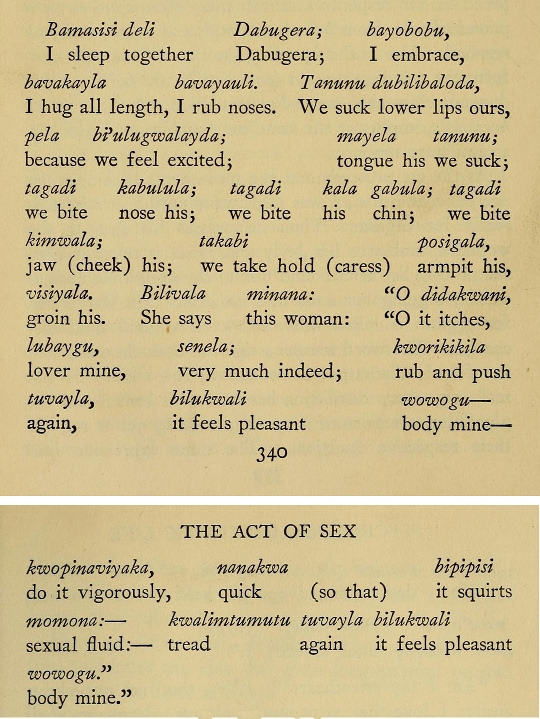 Bamasisi deli Dabugera; bayobobu,
I sleep together Dabugera; I embrace,
bavakayla bavayauli. Tanunu dubilibaloda,
I hug all length, I rub noses. We suck lower lips ours,
pela bi'ulugwalayda; mayela tanunu;
because we feel excited; tongue his we suck;
tagadi kabulula; tagadi kala gabula; tagadi
we bite nose his; we bite his chin; we bite
kimwala; takabi posigala,
jaw (cheek) his; we take hold (caress) armpit his,
visiyala. Bilivala minana: "O didakwani,
groin his. She says this woman: "O it itches,
lubaygu, senela; kworikikila
lover mine, very much indeed; rub and push
tuvayla, bilukwali wowogu—
again, it feels pleasant body mine—
340
THE ACT OF SEX
kwopinaviyaka, nanakwa bipipisi
do it vigorously, quick (so that) it squirts
momona:— kwalimtumutu tuvayla bilukwali
sexual fluid:— tread again it feels pleasant
wowogu."
body mine."